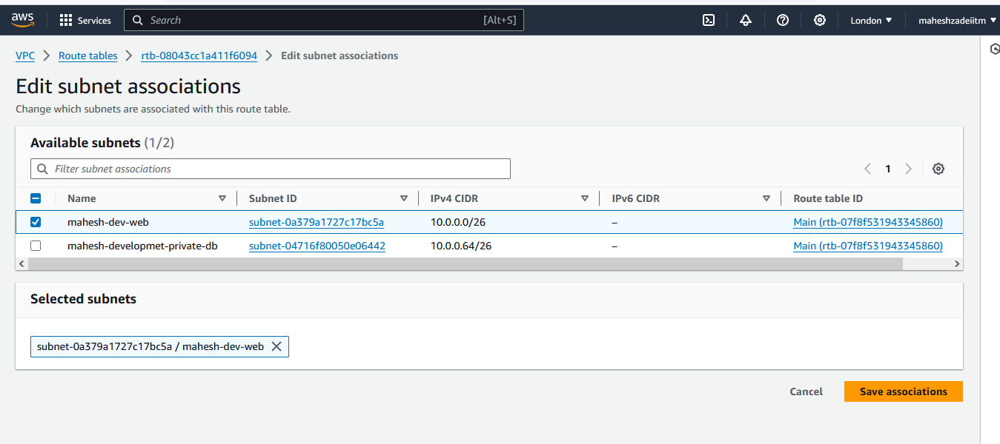 aws Services Search [Alt+S] London maheshzadeiitm
VPC Route tables rtb-08043cc1a411f6094 Edit subnet associations
Edit subnet associations
Change which subnets are associated with this route table.
Available subnets (1/2)
Filter subnet associations 1
Name Subnet ID IPv4 CIDR IPv6 CIDR Route table ID
mahesh-dev-web subnet-0a379a1727c17bc5a 10.0.0.0/26 – Main (rtb-07f8f531943345860)
mahesh-developmet-private-db subnet-04716f80050e06442 10.0.0.64/26 – Main (rtb-07f8f531943345860)
Selected subnets
subnet-0a379a1727c17bc5a / mahesh-dev-web
Cancel Save associations